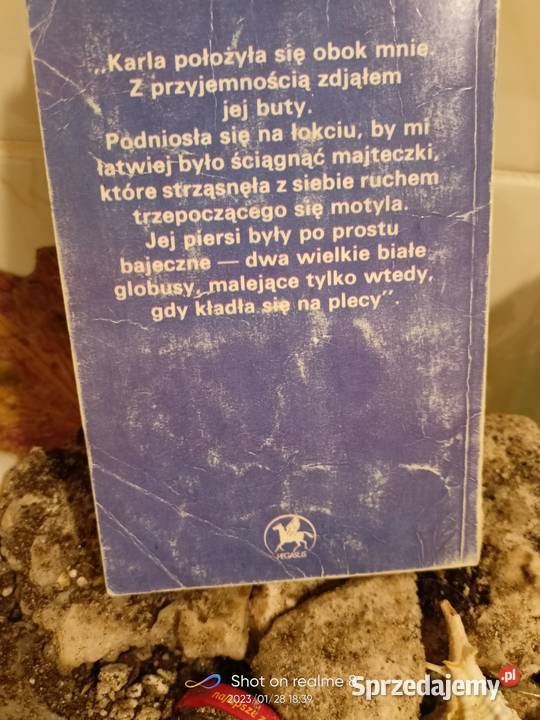 „Karla położyła się obok mnie.
Z przyjemnością zdjąłem
jej buty.
Podniosła się na łokciu, by mi
łatwiej było ściągnąć majteczki,
które strząsnęła z siebie ruchem
trzepoczącego się motyla.
Jej piersi były po prostu
bajeczne — dwa wielkie białe
globusy, malejące tylko wtedy,
gdy kładła się na plecy”.
PEGASUS
Shot on realme 8
2023/01/28 18:39
Sprzedajemy.pl